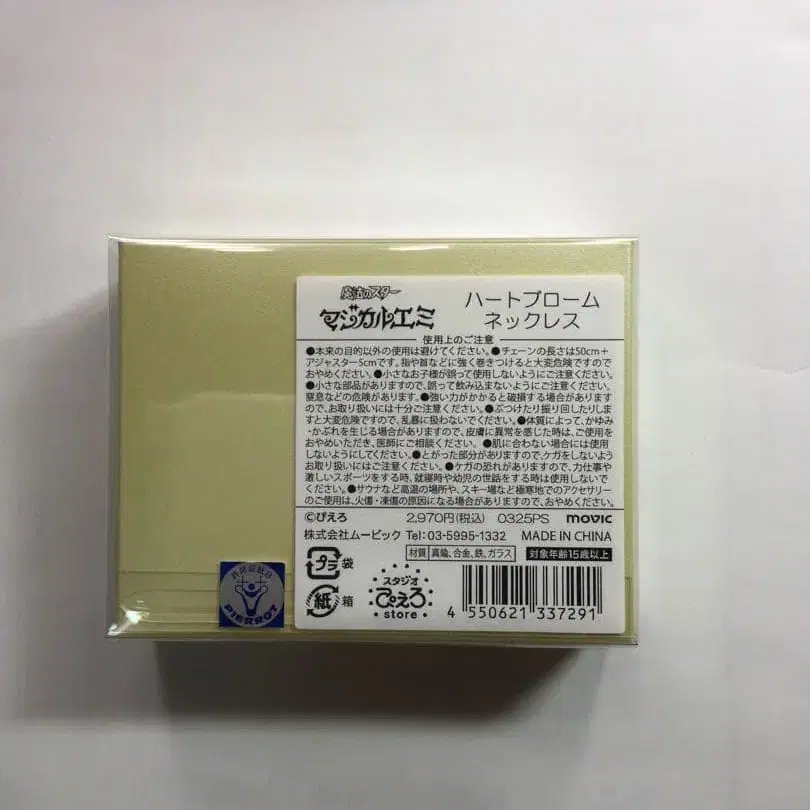 魔法のスター
マジカルエミ
ハートブローム
ネックレス
使用上のご注意
●本来の目的以外の使用は避けてください。●チェーンの長さは50cm+
アジャスター5cmです。指や首などに強く巻きつけると大変危険ですので
おやめください。●小さなお子様が誤って使用しないようにご注意ください。
●小さな部品がありますので、誤って飲み込まないようにご注意ください。
窒息などの危険があります。●強い力がかかると破損する場合があります
ので、お取り扱いには十分ご注意ください。●ぶつけたり振り回したりしま
すと大変危険ですので、乱暴に扱わないでください。●体質によって、かゆみ
・かぶれを生じる場合がありますので、皮膚に異常を感じた時は、ご使用を
おやめいただき、医師にご相談ください。●肌に合わない場合には使用
しないようにしてください。●とがった部分がありますので、ケガをしないよう
お取り扱いにはご注意ください。●ケガの恐れがありますので、力仕事や
激しいスポーツをする時、就寝時や幼児の世話をする時は使用しないで
ください。●サウナなど高温の場所や、スキー場など極寒地でのアクセサリー
のご使用は、火傷・凍傷の原因になる場合がありますので、おやめください。
©ぴえろ 2,970円(税込) 0325PS movic
株式会社ムービック Tel:03-5995-1332 MADE IN CHINA
プラ 袋
材質 真鍮、合金、鉄、ガラス 対象年齢15歳以上
紙 箱
スタジオ
ぴえろ
store
4 550621 337291
PIERROT